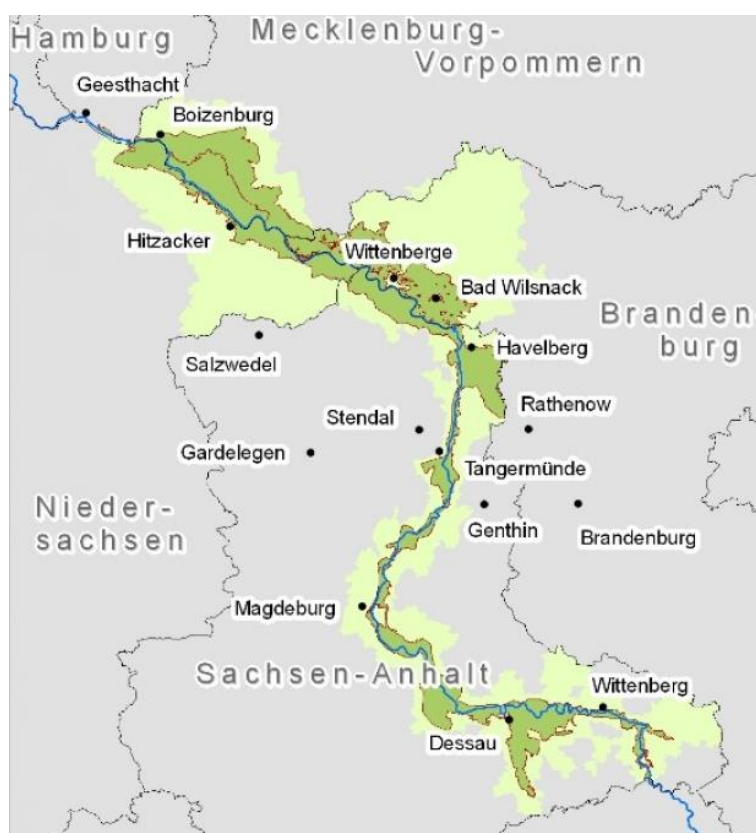 Hamburg
Mecklenburg-
Vorpommern
Geesthacht
Boizenburg
Hitzacker
Wittenberge
Bad Wilsnack
Branden
burg
Salzwedel
Havelberg
Stendal
Rathenow
Gardelegen
Tangermünde
Nieder-
sachsen
Genthin
Brandenburg
Magdeburg
Sachsen-Anhalt
Wittenberg
Dessau